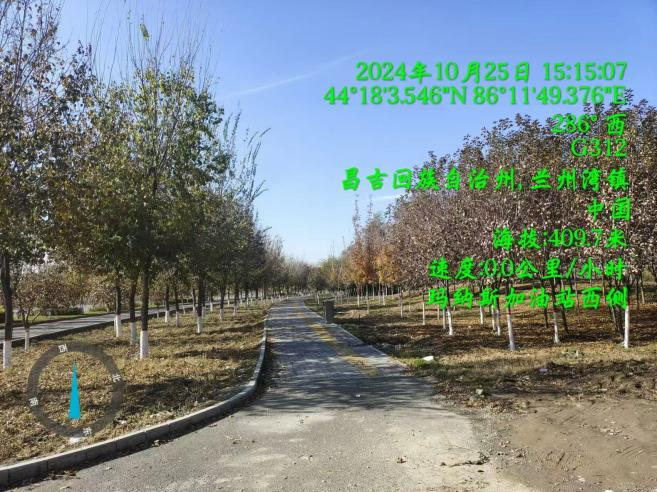 2024年10月25日 15:15:07
44°18'3.546"N 86°11'49.376"E
286° 西
G312
昌吉回族自治州,兰州湾镇
中国
海拔:409.7米
速度:0.0公里/小时
玛纳斯加油站西侧